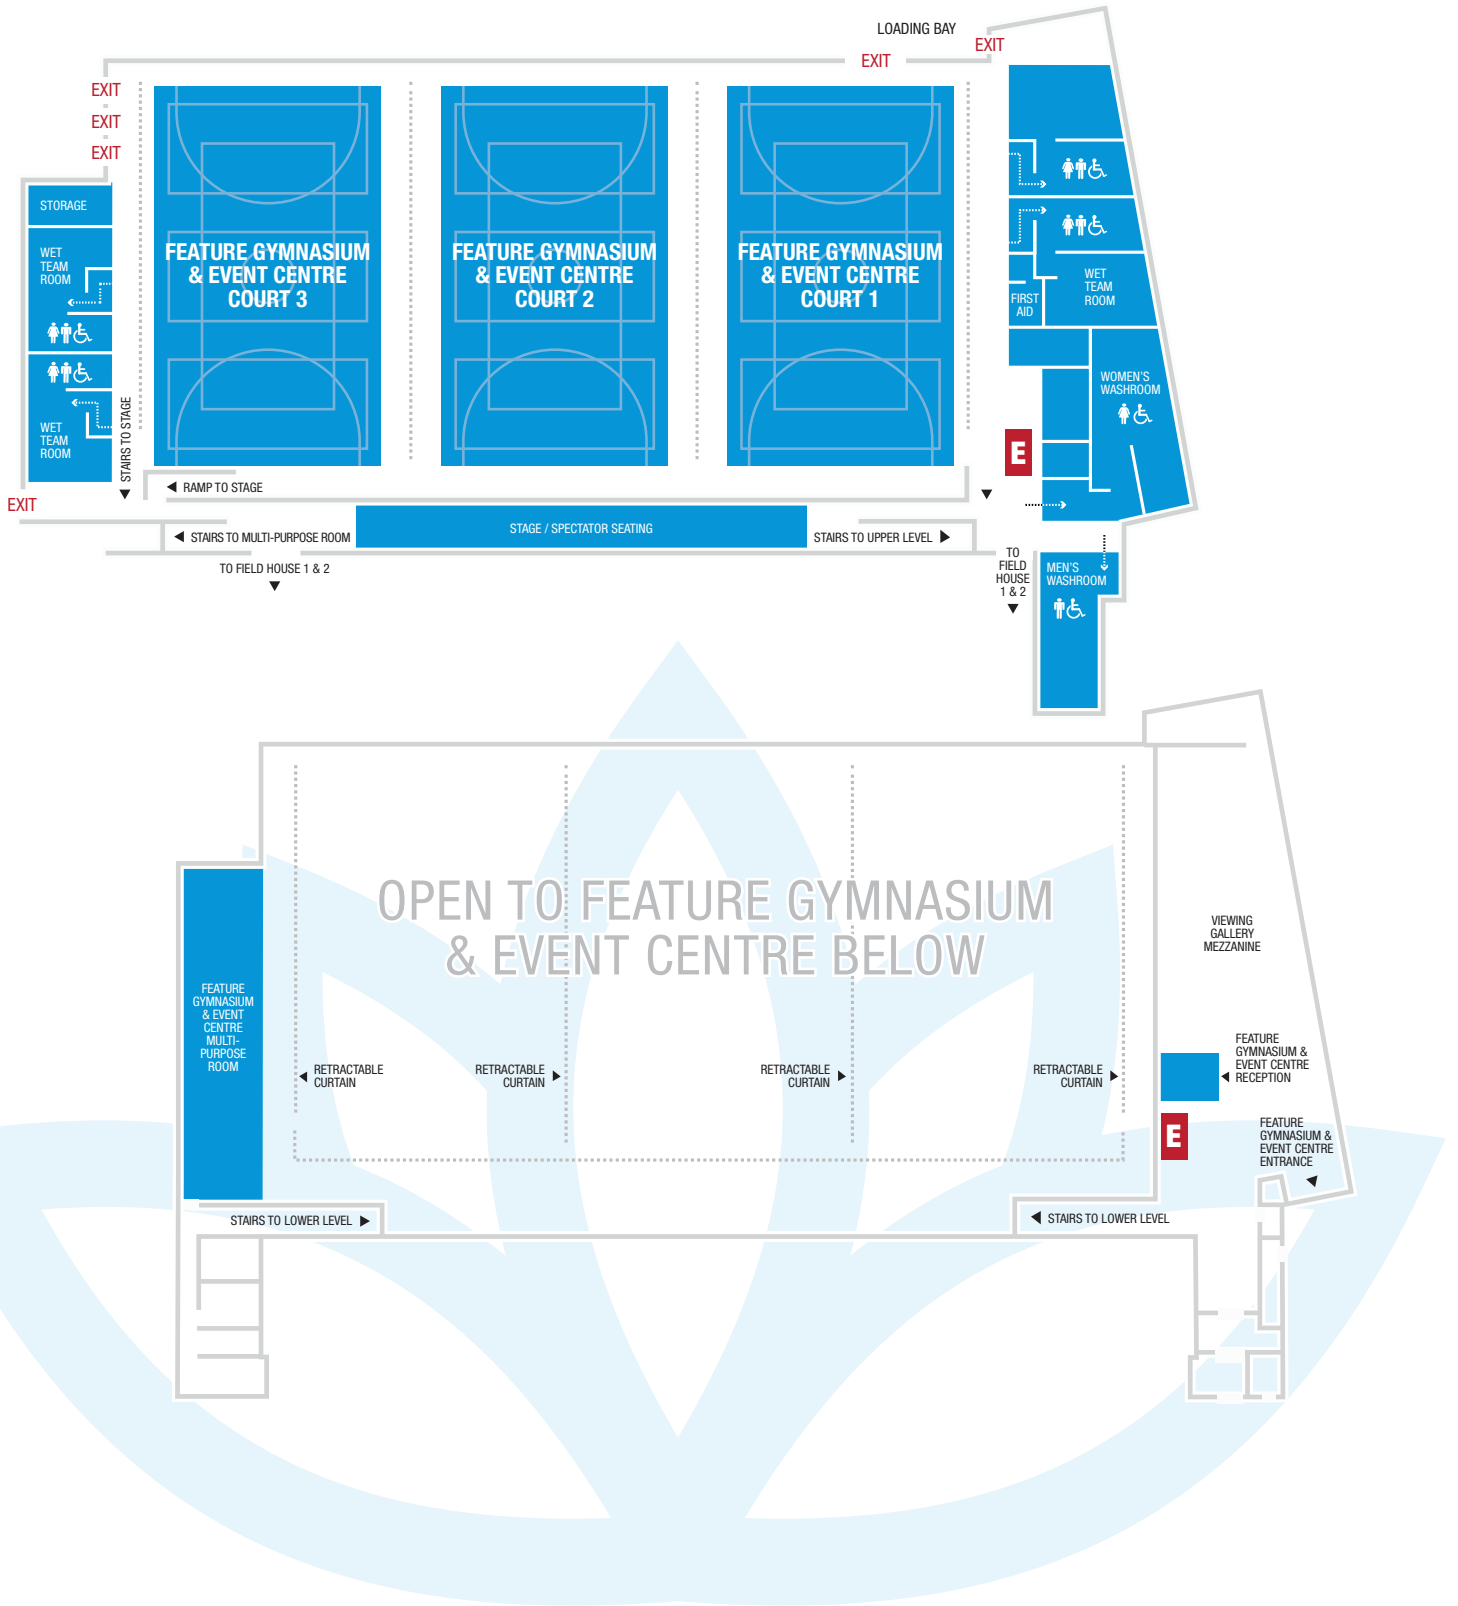 LOADING BAY
EXIT
EXIT
EXIT
EXIT
EXIT
STORAGE
WET
TEAM
ROOM
WET
TEAM
ROOM
EXIT
STAIRS TO STAGE
FEATURE GYMNASIUM
& EVENT CENTRE
COURT 3
FEATURE GYMNASIUM
& EVENT CENTRE
COURT 2
FEATURE GYMNASIUM
& EVENT CENTRE
COURT 1
FIRST
AID
WET
TEAM
ROOM
WOMEN'S
WASHROOM
E
RAMP TO STAGE
STAGE / SPECTATOR SEATING
STAIRS TO MULTI-PURPOSE ROOM
STAIRS TO UPPER LEVEL
TO FIELD HOUSE 1 & 2
TO
FIELD
HOUSE
1 & 2
MEN'S
WASHROOM
OPEN TO FEATURE GYMNASIUM
& EVENT CENTRE BELOW
VIEWING
GALLERY
MEZZANINE
FEATURE
GYMNASIUM
& EVENT
CENTRE
MULTI-
PURPOSE
ROOM
RETRACTABLE
CURTAIN
RETRACTABLE
CURTAIN
RETRACTABLE
CURTAIN
RETRACTABLE
CURTAIN
FEATURE
GYMNASIUM &
EVENT CENTRE
RECEPTION
E
FEATURE
GYMNASIUM &
EVENT CENTRE
ENTRANCE
STAIRS TO LOWER LEVEL
STAIRS TO LOWER LEVEL